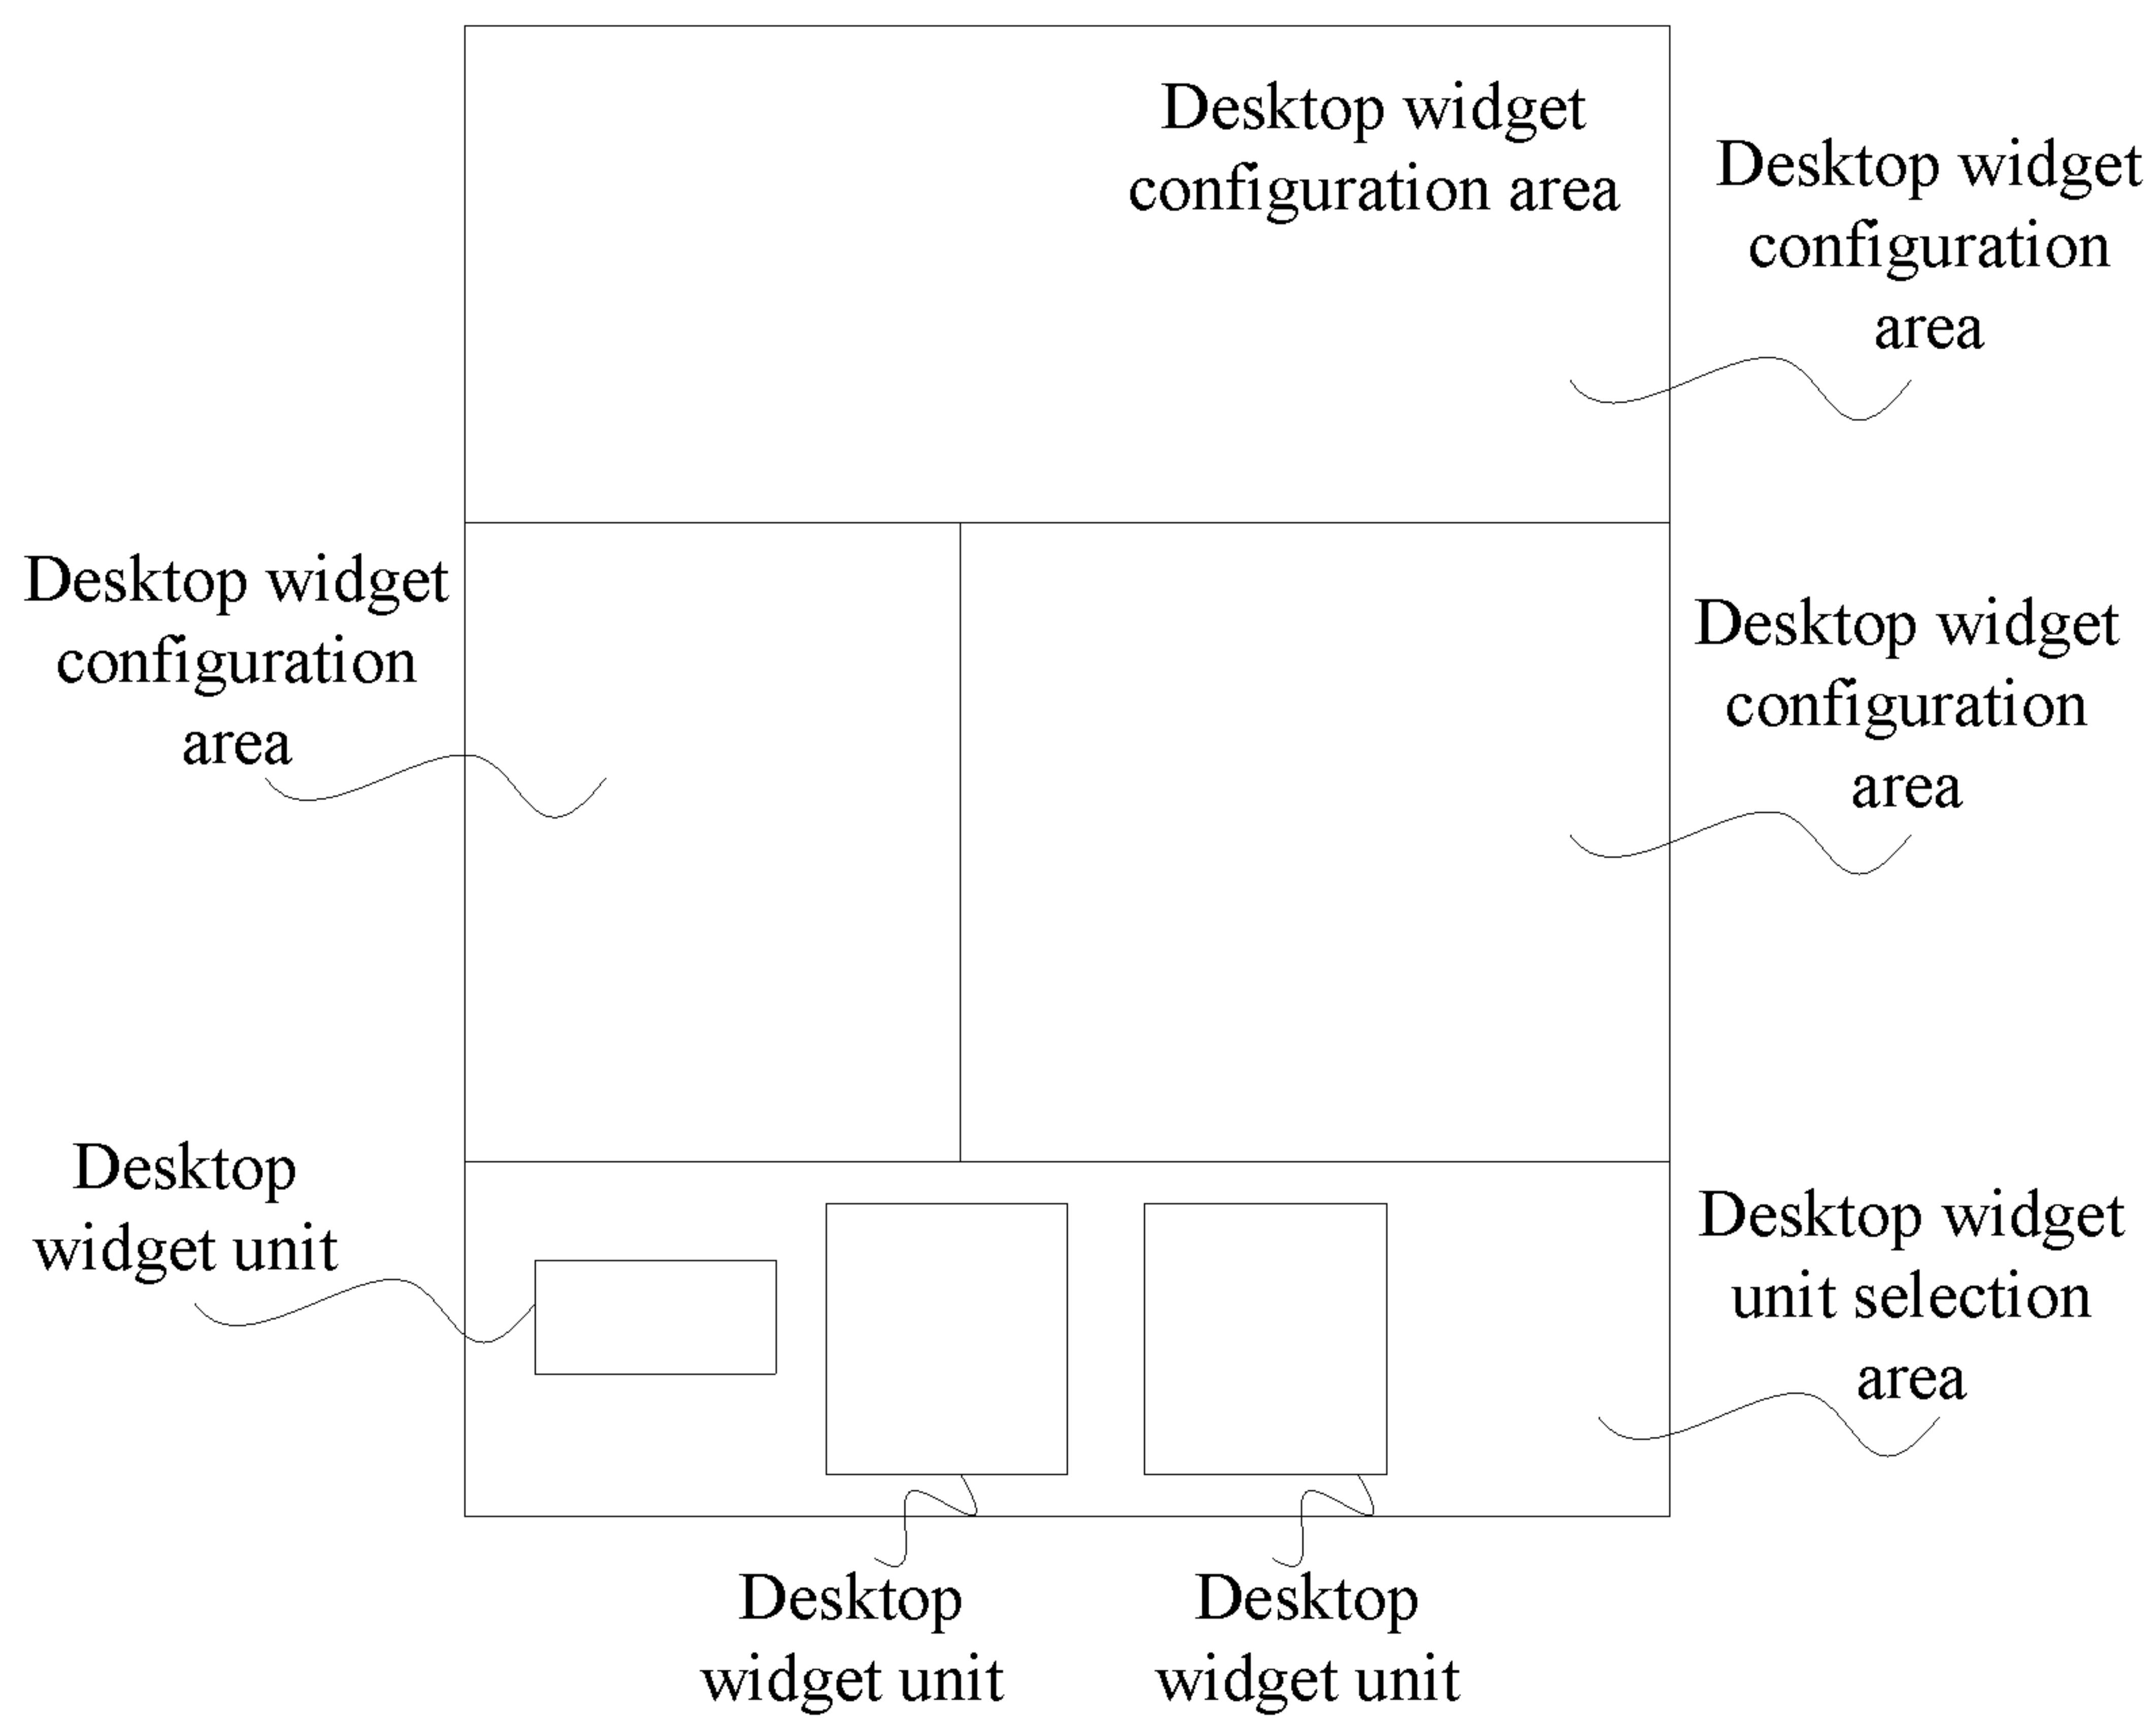 Desktop widget
configuration area
Desktop widget
configuration
area
Desktop widget
configuration
area
Desktop widget
configuration
area
Desktop
widget unit
Desktop widget
unit selection
area
Desktop
widget unit
Desktop
widget unit